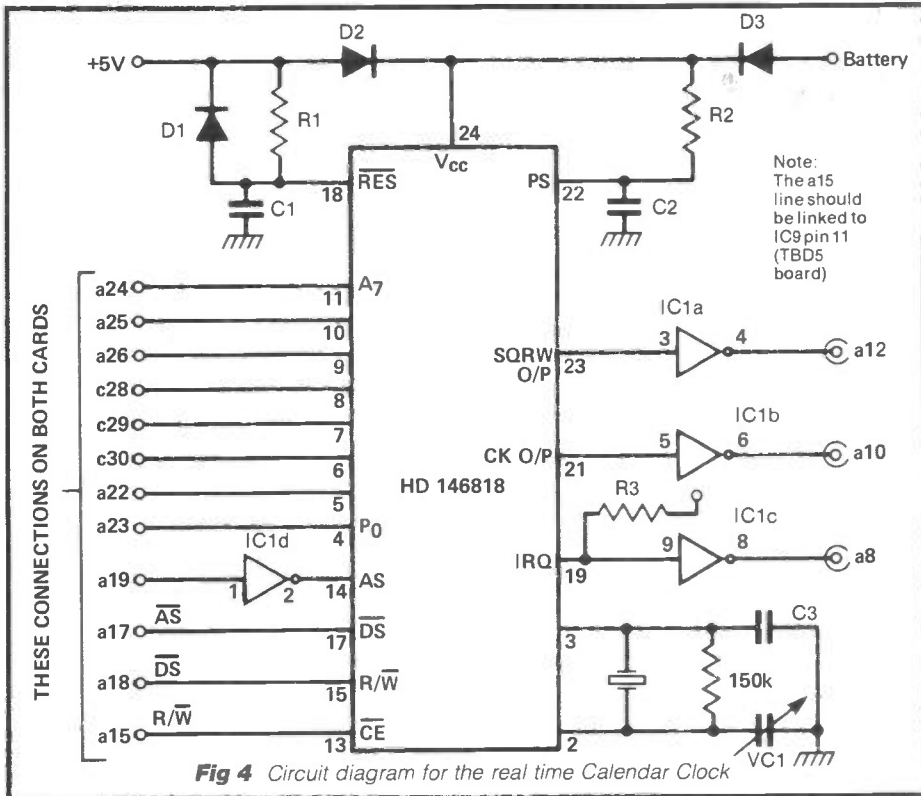 +5V
D2
D3
Battery
D1
R1
R2
24
Vcc
RES
18
PS
22
C1
C2
Note:
The a15
line should
be linked to
IC9 pin 11
(TBD5
board)
THESE CONNECTIONS ON BOTH CARDS
a24
11
A7
a25
10
a26
9
c28
8
c29
7
c30
6
a22
5
a23
4
P0
IC1d
a19
1
2
14
AS
a17
AS
17
DS
a18
DS
15
R/W
a15
R/W
13
CE
HD 146818
SQRW
O/P
23
IC1a
3
4
a12
CK O/P
21
IC1b
5
6
a10
R3
IRQ
19
IC1c
9
8
a8
3
C3
150k
2
VC1
Fig 4 Circuit diagram for the real time Calendar Clock